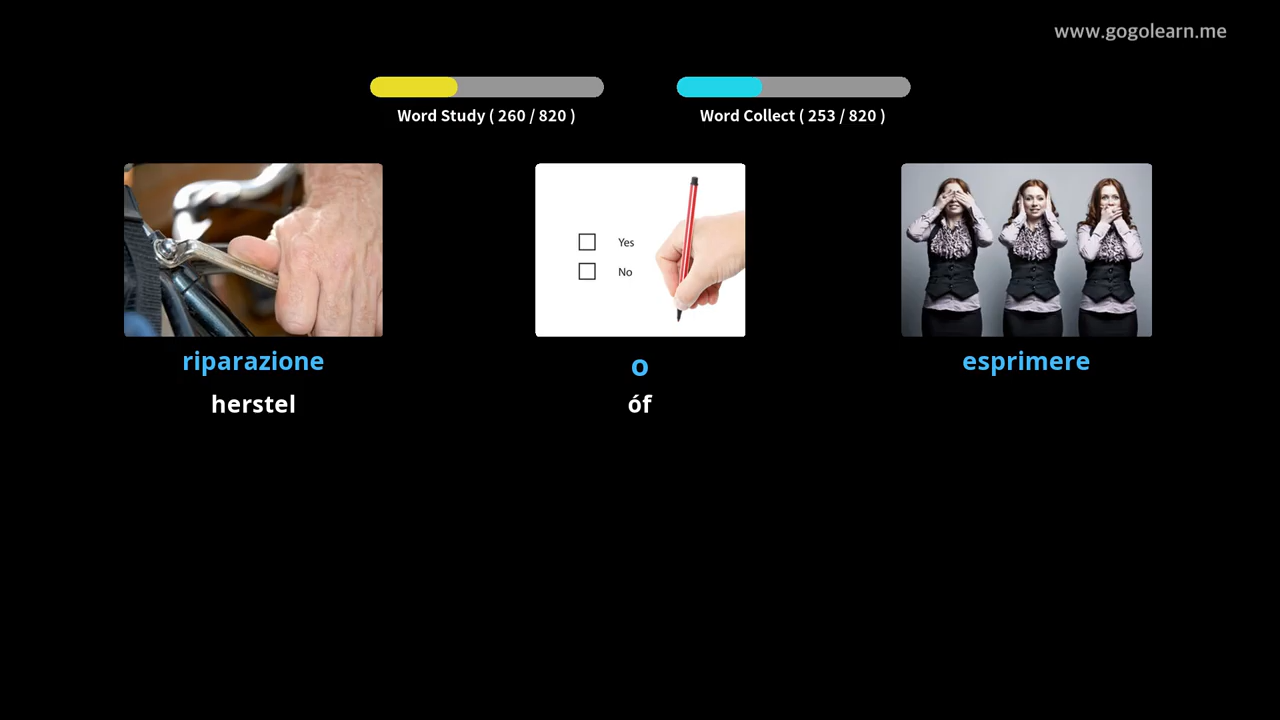 www.gogolearn.me
Word Study ( 260 / 820 )
Word Collect ( 253 / 820 )
Yes
No
riparazione
o
esprimere
herstel
óf